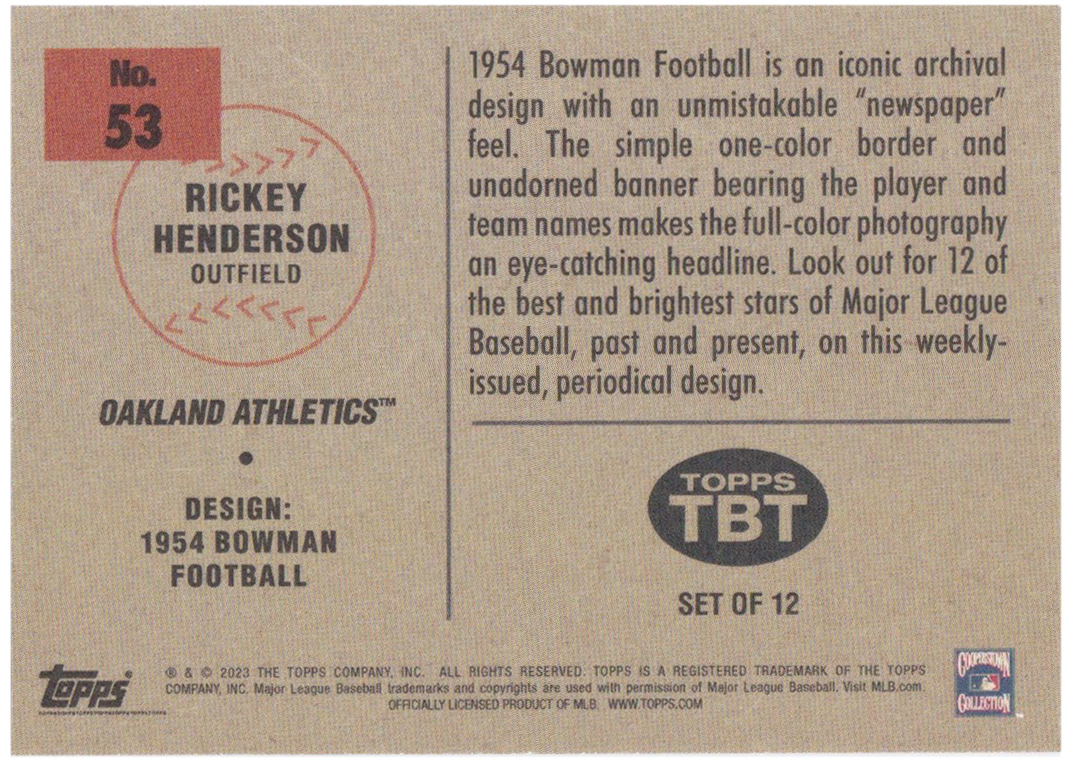 No.
53
RICKEY
HENDERSON
OUTFIELD
OAKLAND ATHLETICS™
•
DESIGN:
1954 BOWMAN
FOOTBALL
1954 Bowman Football is an iconic archival
design with an unmistakable “newspaper”
feel. The simple one-color border and
unadorned banner bearing the player and
team names makes the full-color photography
an eye-catching headline. Look out for 12 of
the best and brightest stars of Major League
Baseball, past and present, on this weekly-
issued, periodical design.
TOPPS
TBT
SET OF 12
topps
® & © 2023 THE TOPPS COMPANY, INC. ALL RIGHTS RESERVED. TOPPS IS A REGISTERED TRADEMARK OF THE TOPPS
COMPANY, INC. Major League Baseball trademarks and copyrights are used with permission of Major League Baseball. Visit MLB.com.
OFFICIALLY LICENSED PRODUCT OF MLB. WWW.TOPPS.COM
COOPERSTOWN
COLLECTION